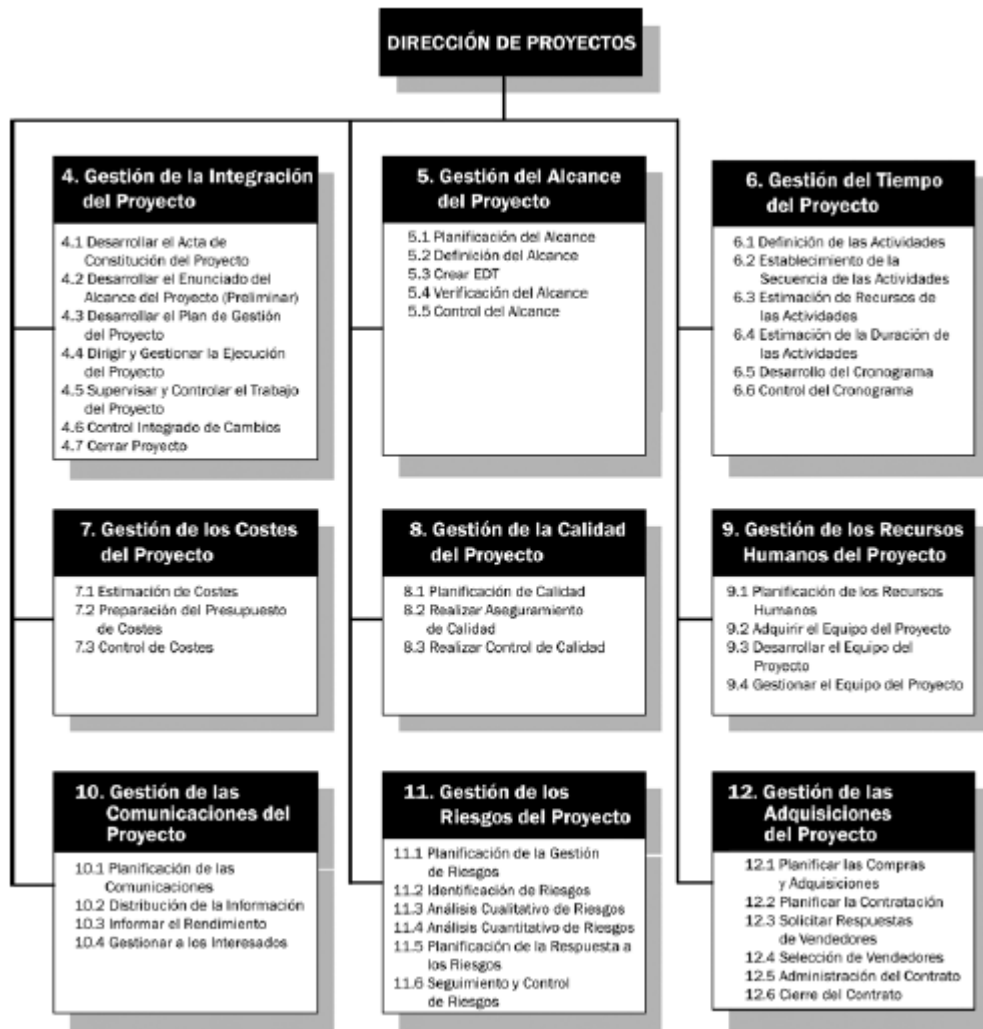 DIRECCIÓN DE PROYECTOS
4. Gestión de la Integración
del Proyecto
4.1 Desarrollar el Acta de
Constitución del Proyecto
4.2 Desarrollar el Enunciado del
Alcance del Proyecto (Preliminar)
4.3 Desarrollar el Plan de Gestión
del Proyecto
4.4 Dirigir y Gestionar la Ejecución
del Proyecto
4.5 Supervisar y Controlar el Trabajo
del Proyecto
4.6 Control Integrado de Cambios
4.7 Cerrar Proyecto
5. Gestión del Alcance
del Proyecto
5.1 Planificación del Alcance
5.2 Definición del Alcance
5.3 Crear EDT
5.4 Verificación del Alcance
5.5 Control del Alcance
6. Gestión del Tiempo
del Proyecto
6.1 Definición de las Actividades
6.2 Establecimiento de la
Secuencia de las Actividades
6.3 Estimación de Recursos de
las Actividades
6.4 Estimación de la Duración de
las Actividades
6.5 Desarrollo del Cronograma
6.6 Control del Cronograma
7. Gestión de los Costes
del Proyecto
7.1 Estimación de Costes
7.2 Preparación del Presupuesto
de Costes
7.3 Control de Costes
8. Gestión de la Calidad
del Proyecto
8.1 Planificación de Calidad
8.2 Realizar Aseguramiento
de Calidad
8.3 Realizar Control de Calidad
9. Gestión de los Recursos
Humanos del Proyecto
9.1 Planificación de los Recursos
Humanos
9.2 Adquirir el Equipo del Proyecto
9.3 Desarrollar el Equipo del
Proyecto
9.4 Gestionar el Equipo del Proyecto
10. Gestión de las
Comunicaciones del
Proyecto
10.1 Planificación de las
Comunicaciones
10.2 Distribución de la Información
10.3 Informar el Rendimiento
10.4 Gestionar a los Interesados
11. Gestión de los
Riesgos del Proyecto
11.1 Planificación de la Gestión
de Riesgos
11.2 Identificación de Riesgos
11.3 Análisis Cualitativo de Riesgos
11.4 Análisis Cuantitativo de Riesgos
11.5 Planificación de la Respuesta a
los Riesgos
11.6 Seguimiento y Control
de Riesgos
12. Gestión de las
Adquisiciones
del Proyecto
12.1 Planificar las Compras
y Adquisiciones
12.2 Planificar la Contratación
12.3 Solicitar Respuestas
de Vendedores
12.4 Selección de Vendedores
12.5 Administración del Contrato
12.6 Cierre del Contrato